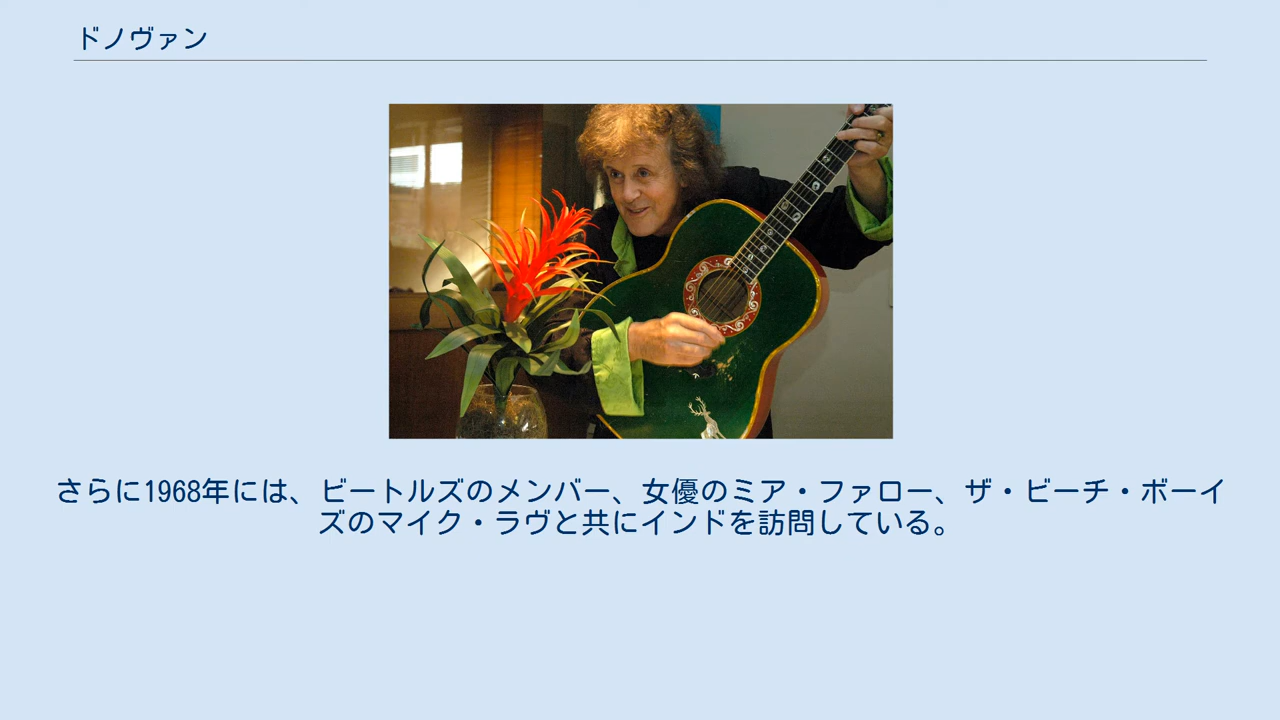 ドノヴァン
さらに1968年には、ビートルズのメンバー、女優のミア・ファロー、ザ・ビーチ・ボーイ
ズのマイク・ラヴと共にインドを訪問している。